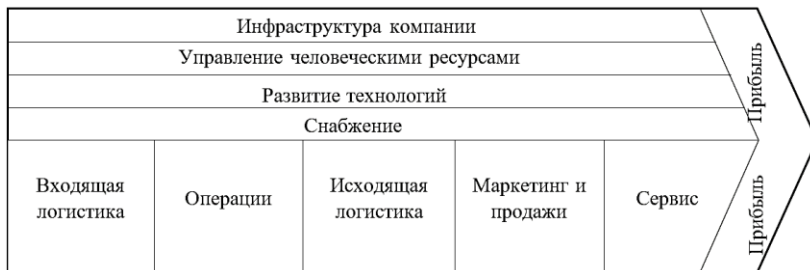 Инфраструктура компании
Управление человеческими ресурсами
Развитие технологий
Снабжение
Прибыль
Входящая
логистика
Операции
Исходящая
логистика
Маркетинг и
продажи
Сервис
Прибыль